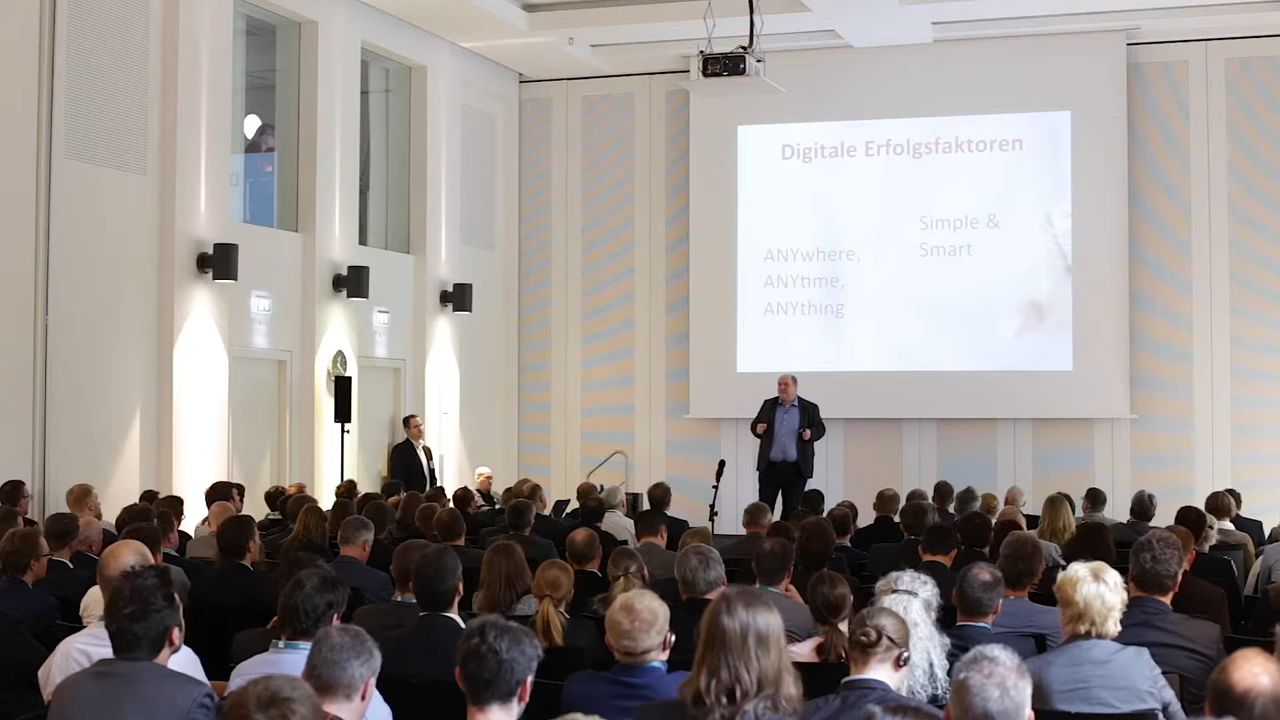 Digitale Erfolgsfaktoren
Simple &
Smart
ANYwhere,
ANYtime,
ANYthing